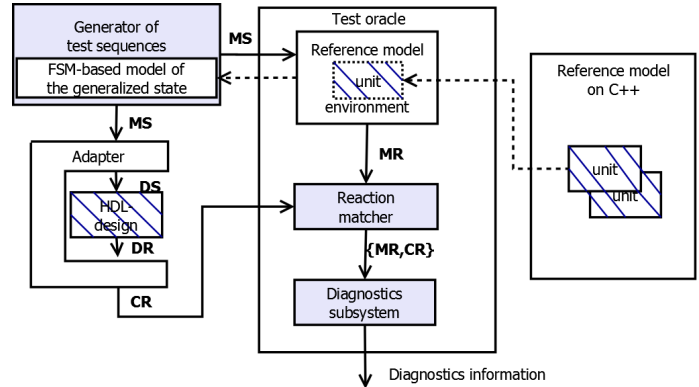 Generator of
test sequences
FSM-based model of
the generalized state
MS
MS
Adapter
DS
HDL-
design
DR
CR
Test oracle
Reference model
unit
environment
MR
Reaction
matcher
{MR,CR}
Diagnostics
subsystem
Diagnostics information
Reference model
on C++
unit
unit